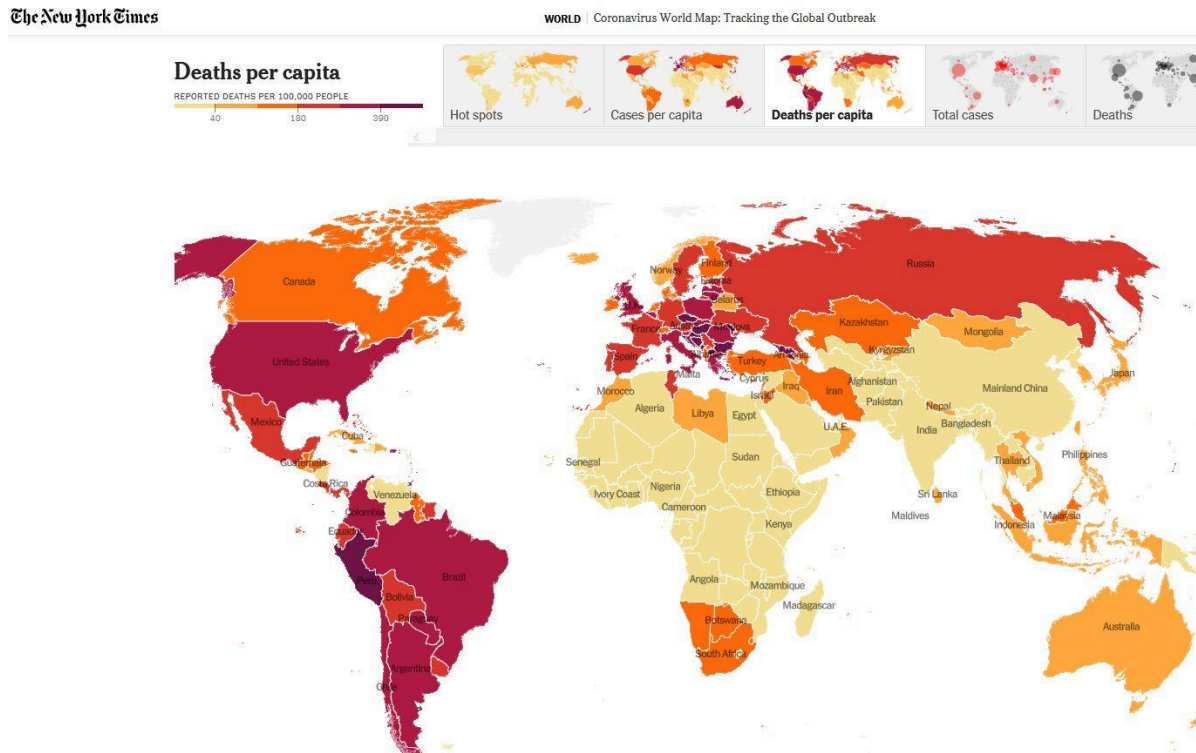 The New York Times
WORLD | Coronavirus World Map: Tracking the Global Outbreak
Deaths per capita
REPORTED DEATHS PER 100,000 PEOPLE
40 180 390
Hot spots
Cases per capita
Deaths per capita
Total cases
Deaths
Canada
Norway
Finland
Russia
Estonia
U.K.
Belarus
France
Austria
Moldova
Kazakhstan
Mongolia
United States
Spain
Turkey
Armenia
Kyrgyzstan
Malta
Cyprus
Japan
Morocco
Israel
Iraq
Iran
Afghanistan
Mainland China
Mexico
Algeria
Libya
Egypt
Pakistan
Nepal
Cuba
U.A.E.
India
Bangladesh
Guatemala
Senegal
Sudan
Thailand
Philippines
Costa Rica
Venezuela
Ivory Coast
Nigeria
Ethiopia
Sri Lanka
Colombia
Cameroon
Maldives
Malaysia
Ecuador
Kenya
Indonesia
Peru
Brazil
Angola
Mozambique
Bolivia
Madagascar
Paraguay
Botswana
Australia
Argentina
South Africa
Chile